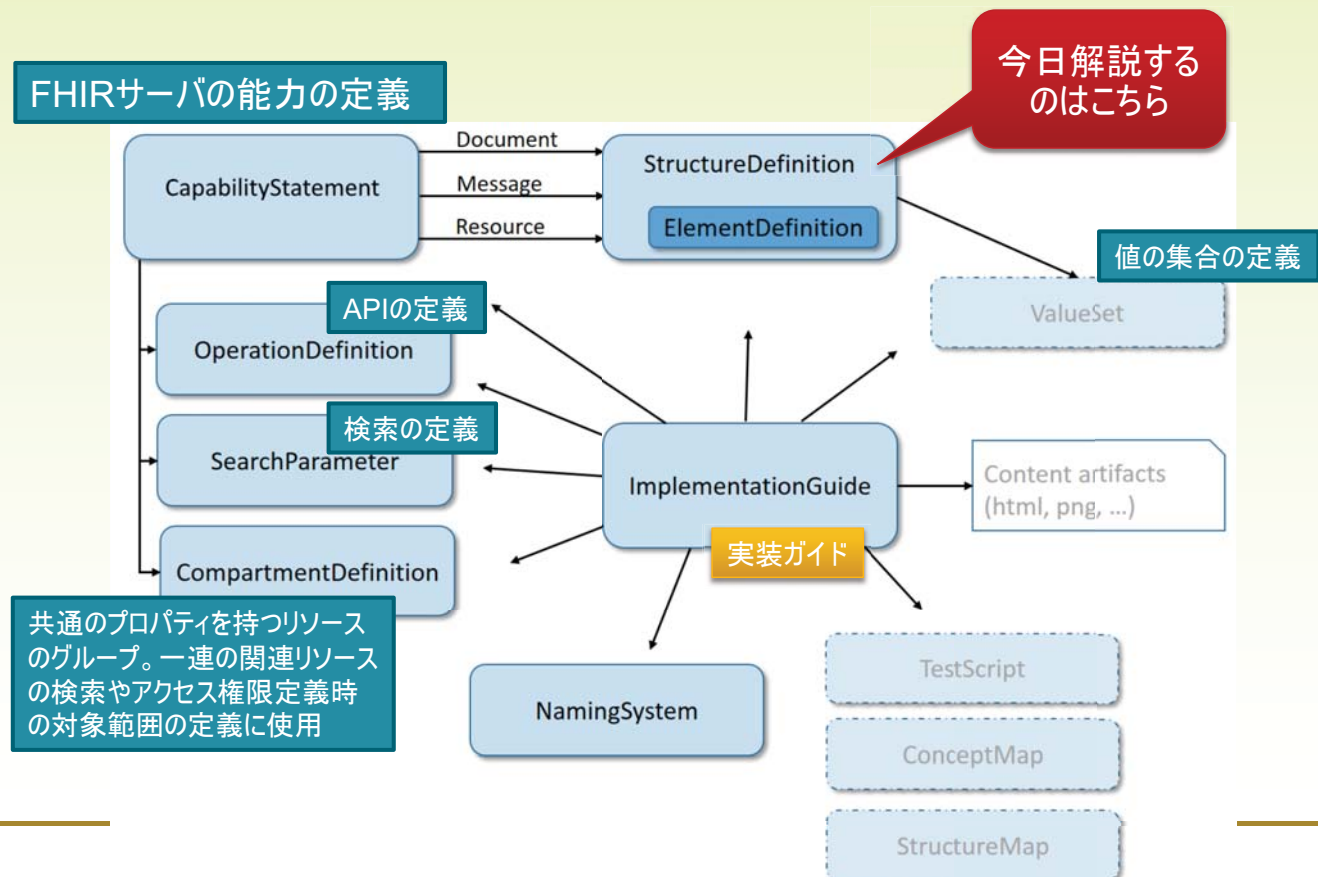 今日解説する
のはこちら
FHIRサーバの能力の定義
CapabilityStatement
Document
Message
Resource
StructureDefinition
ElementDefinition
値の集合の定義
ValueSet
APIの定義
OperationDefinition
検索の定義
SearchParameter
ImplementationGuide
実装ガイド
Content artifacts
(html, png, ...)
CompartmentDefinition
共通のプロパティを持つリソース
のグループ。一連の関連リソース
の検索やアクセス権限定義時
の対象範囲の定義に使用
NamingSystem
TestScript
ConceptMap
StructureMap